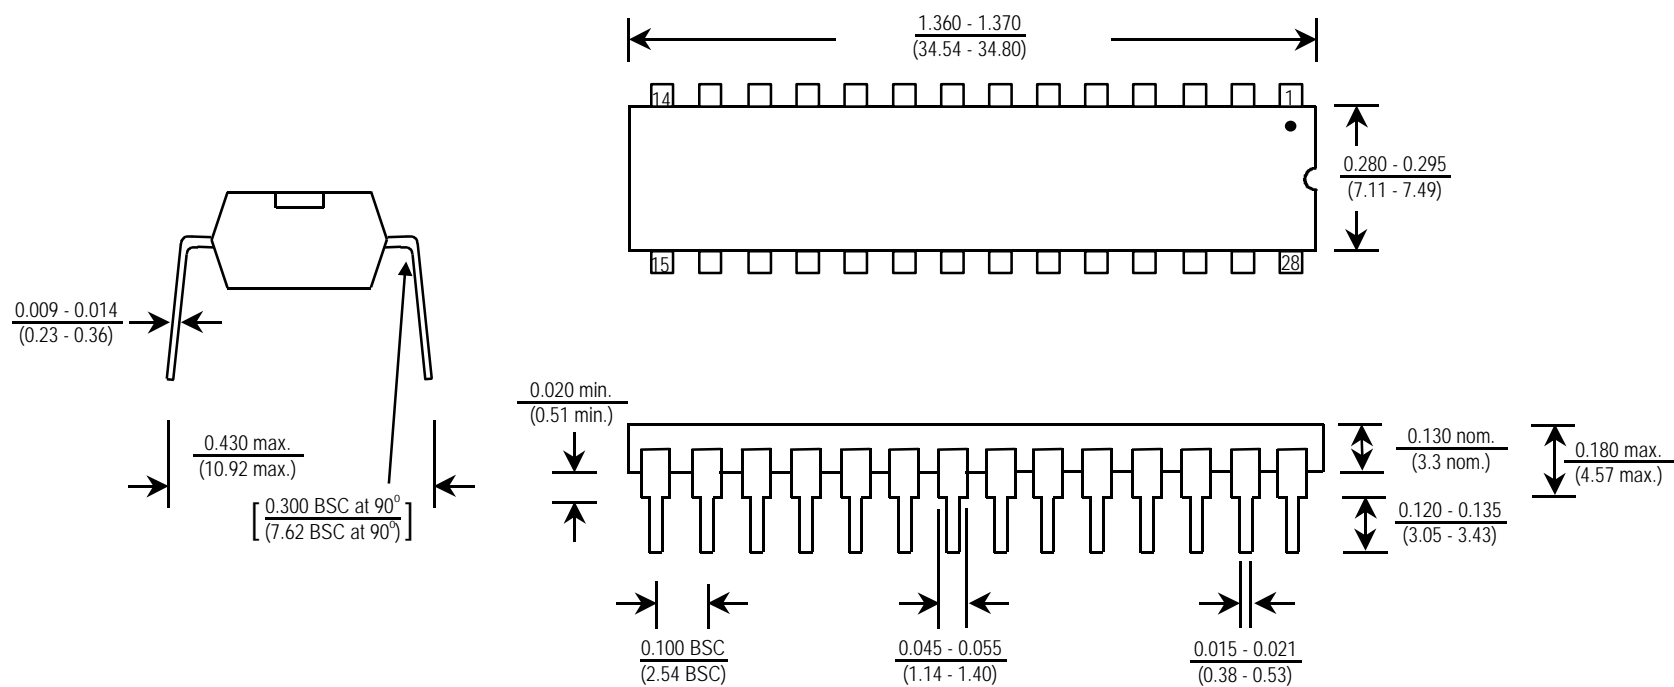 1.360 - 1.370
(34.54 - 34.80)
14
1
0.280 - 0.295
(7.11 - 7.49)
15
28
0.009 - 0.014
(0.23 - 0.36)
0.430 max.
(10.92 max.)
[0.300 BSC at 90°
(7.62 BSC at 90°)]
0.020 min.
(0.51 min.)
0.130 nom.
(3.3 nom.)
0.180 max.
(4.57 max.)
0.120 - 0.135
(3.05 - 3.43)
0.100 BSC
(2.54 BSC)
0.045 - 0.055
(1.14 - 1.40)
0.015 - 0.021
(0.38 - 0.53)